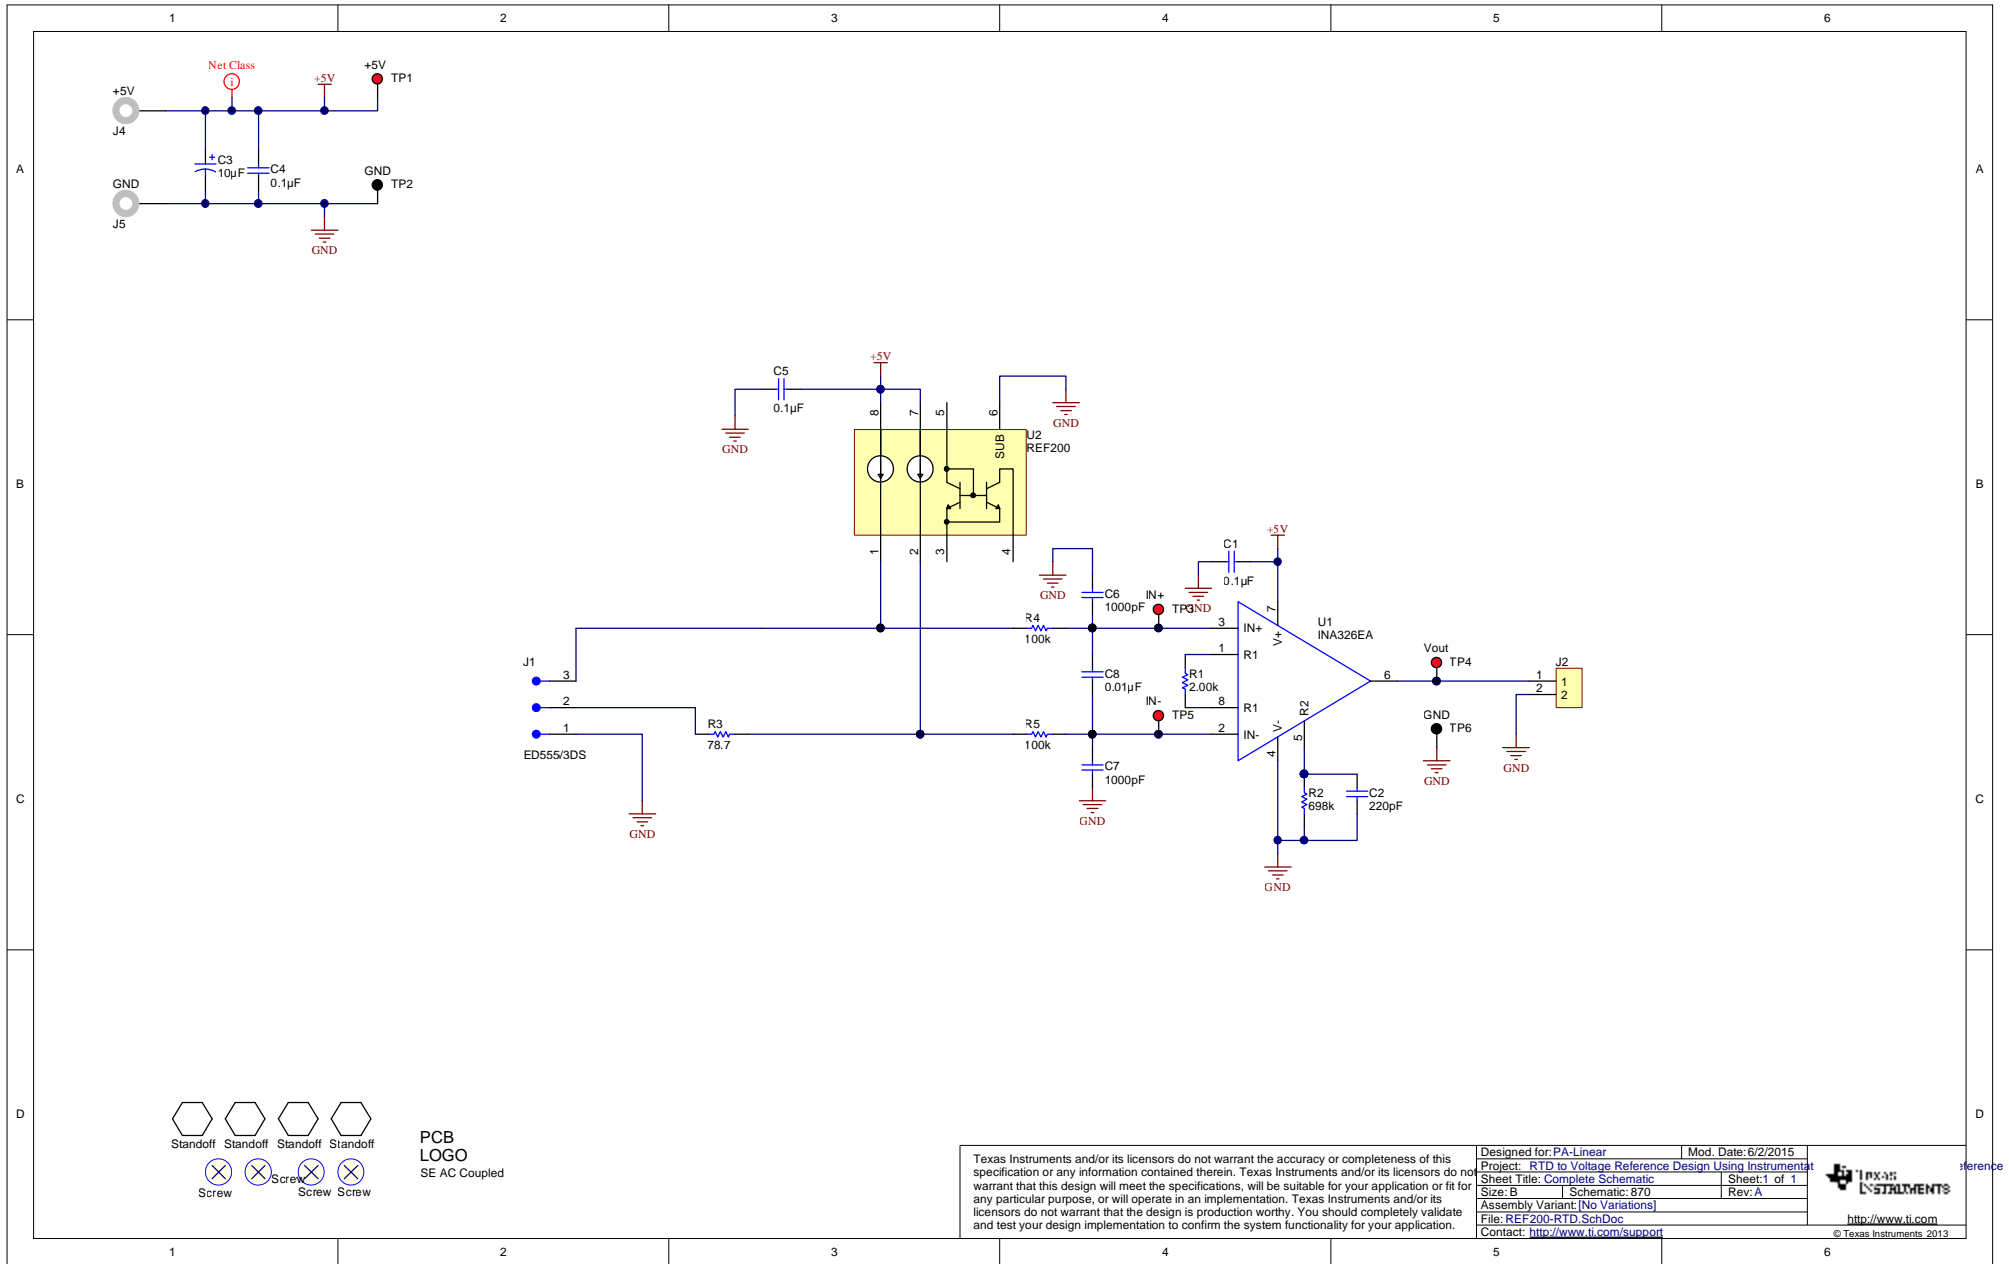 1 2 3 4 5 6
A A
Net Class
+5V
TP1
+5V
+5V
J4
C3
10µF
C4
0.1µF
GND
TP2
GND
J5
GND
B B
+5V
C5
0.1µF
GND
8 7 5 6
GND
SUB
U2
REF200
1 2 3 4
+5V
C1
0.1µF
GND
GND
C6
1000pF
IN+
TP3
7
R4
100k
3 IN+
V+
U1
INA326EA
1 R1
J1
3
2
1
ED555/3DS
GND
R3
78.7
C8
0.01µF
R1
2.00k
8 R1
IN-
TP5
R5
100k
2 IN-
V-
4
R2
5
C7
1000pF
GND
R2
698k
C2
220pF
GND
6
Vout
TP4
GND
TP6
GND
J2
1 1
2 2
GND
C C
D D
Standoff Standoff Standoff Standoff
Screw Screw Screw Screw
PCB
LOGO
SE AC Coupled
Texas Instruments and/or its licensors do not warrant the accuracy or completeness of this
specification or any information contained therein. Texas Instruments and/or its licensors do not
warrant that this design will meet the specifications, will be suitable for your application or fit for
any particular purpose, or will operate in an implementation. Texas Instruments and/or its
licensors do not warrant that the design is production worthy. You should completely validate
and test your design implementation to confirm the system functionality for your application.
Designed for: PA-Linear Mod. Date: 6/2/2015
Project: RTD to Voltage Reference Design Using Instrumentat
eference
Sheet Title: Complete Schematic Sheet: 1 of 1
Size: B Schematic: 870 Rev: A
Assembly Variant: [No Variations]
File: REF200-RTD.SchDoc
Contact: http://www.ti.com/support
TEXAS
INSTRUMENTS
http://www.ti.com
© Texas Instruments 2013
1 2 3 4 5 6